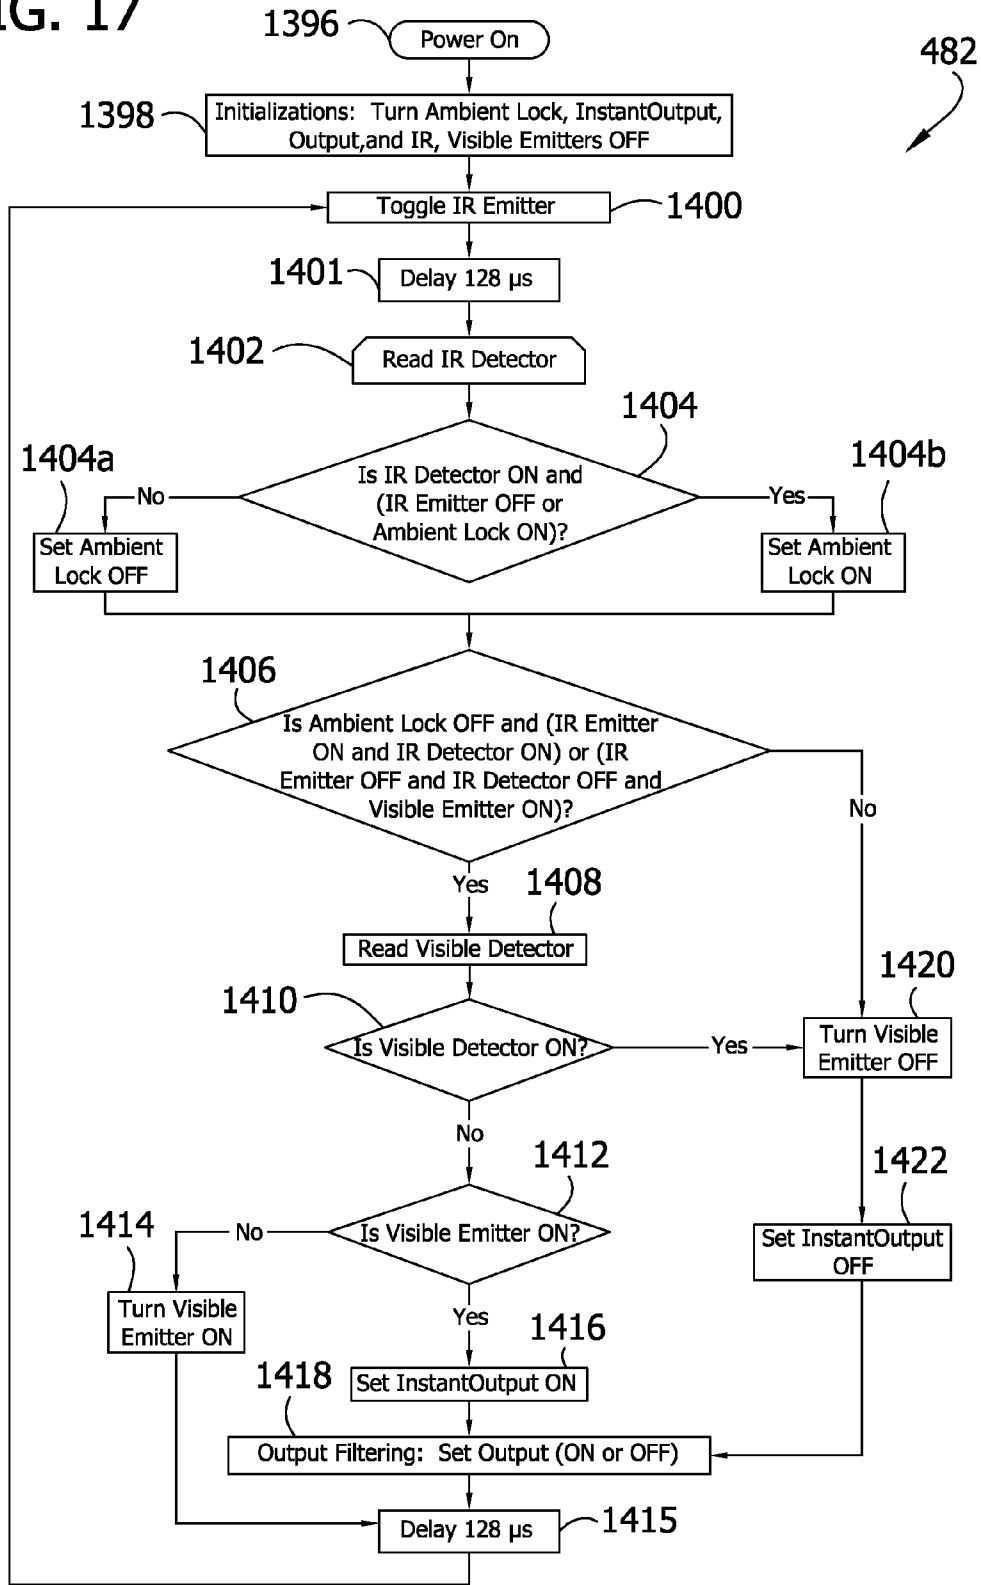 FIG. 17
1396
Power On
482
1398
Initializations: Turn Ambient Lock, InstantOutput,
Output,and IR, Visible Emitters OFF
Toggle IR Emitter
1400
1401
Delay 128 µs
1402
Read IR Detector
1404
1404a
1404b
No
Is IR Detector ON and
(IR Emitter OFF or
Ambient Lock ON)?
Yes
Set Ambient
Lock OFF
Set Ambient
Lock ON
1406
Is Ambient Lock OFF and (IR Emitter
ON and IR Detector ON) or (IR
Emitter OFF and IR Detector OFF and
Visible Emitter ON)?
No
Yes
1408
Read Visible Detector
1410
1420
Is Visible Detector ON?
Yes
Turn Visible
Emitter OFF
No
1412
1422
1414
No
Is Visible Emitter ON?
Set InstantOutput
OFF
Turn Visible
Emitter ON
Yes
1416
1418
Set InstantOutput ON
Output Filtering: Set Output (ON or OFF)
Delay 128 µs
1415